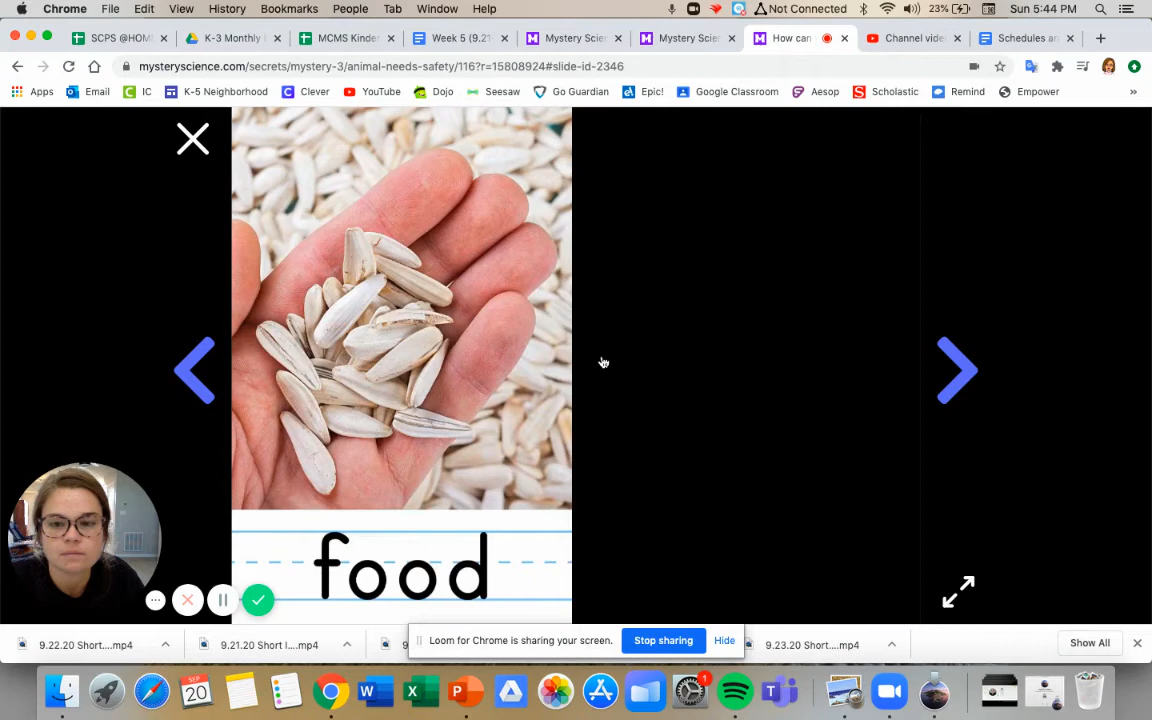 Chrome File Edit View History Bookmarks People Tab Window Help Not Connected 23% Sun 5:44 PM
SCPS @HOM K-3 Monthly MCMS Kinde Week 5 (9.21 Mystery Scie Mystery Scie How can Channel vide Schedules an
mysteryscience.com/secrets/mystery-3/animal-needs-safety/116?r=15808924#slide-id-2346
Apps Email IC K-5 Neighborhood Clever YouTube Dojo Seesaw Go Guardian Epic! Google Classroom Aesop Scholastic Remind Empower »
food
Loom for Chrome is sharing your screen. Stop sharing Hide
9.22.20 Short....mp4 9.21.20 Short I....mp4 9.23.20 Short....mp4 Show All
SEP
20
1